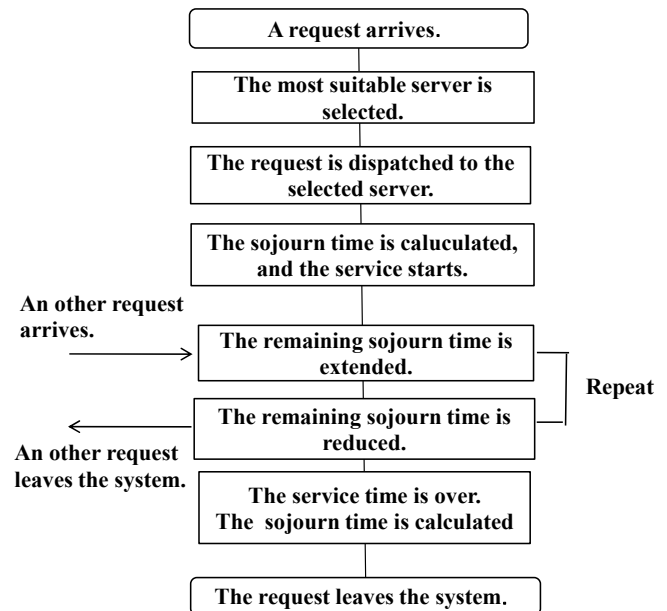 A request arrives.
The most suitable server is
selected.
The request is dispatched to the
selected server.
The sojourn time is caluculated,
and the service starts.
An other request
arrives.
The remaining sojourn time is
extended.
Repeat
The remaining sojourn time is
reduced.
An other request
leaves the system.
The service time is over.
The sojourn time is calculated
The request leaves the system.